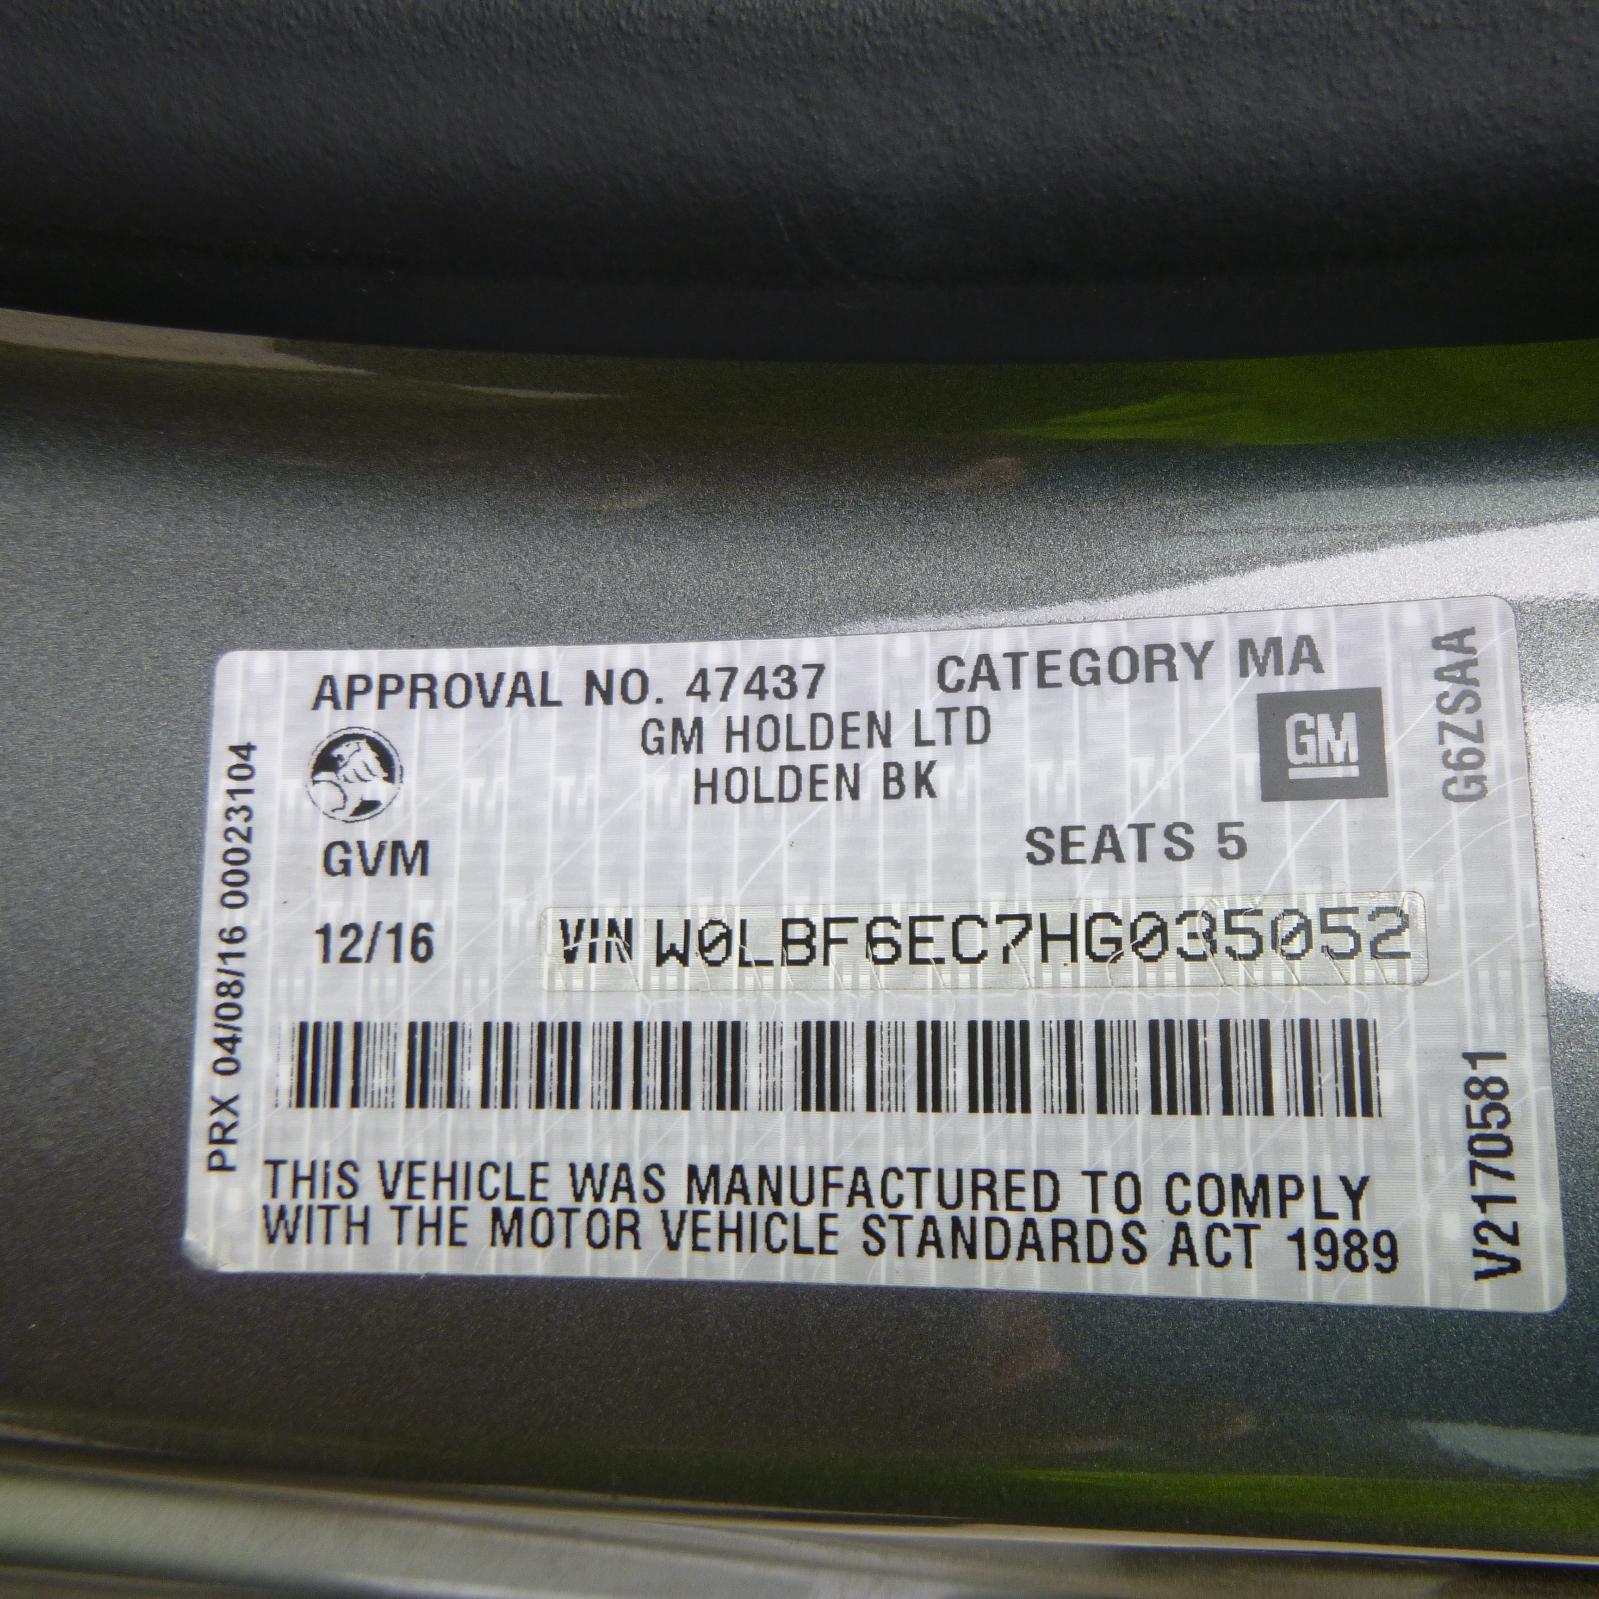 APPROVAL NO. 47437 CATEGORY MA
GM HOLDEN LTD
HOLDEN BK
GM
GVM
SEATS 5
12/16
VIN W0LBF6EC7HG035052
THIS VEHICLE WAS MANUFACTURED TO COMPLY
WITH THE MOTOR VEHICLE STANDARDS ACT 1989
PRX 04/08/16 00023104
G6ZSAA
V2170581